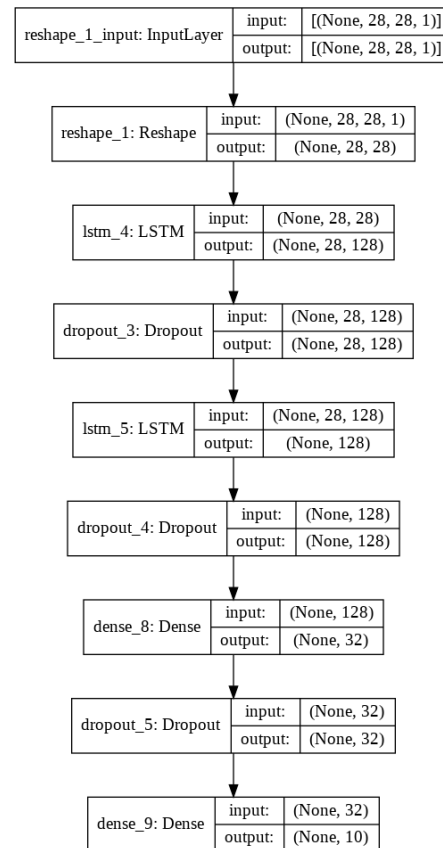 reshape_1_input: InputLayer
input: [(None, 28, 28, 1)]
output: [(None, 28, 28, 1)]
reshape_1: Reshape
input: (None, 28, 28, 1)
output: (None, 28, 28)
lstm_4: LSTM
input: (None, 28, 28)
output: (None, 28, 128)
dropout_3: Dropout
input: (None, 28, 128)
output: (None, 28, 128)
lstm_5: LSTM
input: (None, 28, 128)
output: (None, 128)
dropout_4: Dropout
input: (None, 128)
output: (None, 128)
dense_8: Dense
input: (None, 128)
output: (None, 32)
dropout_5: Dropout
input: (None, 32)
output: (None, 32)
dense_9: Dense
input: (None, 32)
output: (None, 10)